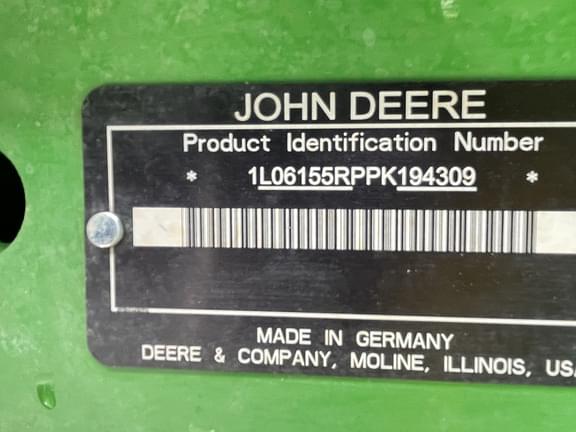 JOHN DEERE
Product Identification Number
* 1L06155RPPK194309 *
MADE IN GERMANY
DEERE & COMPANY, MOLINE, ILLINOIS, USA